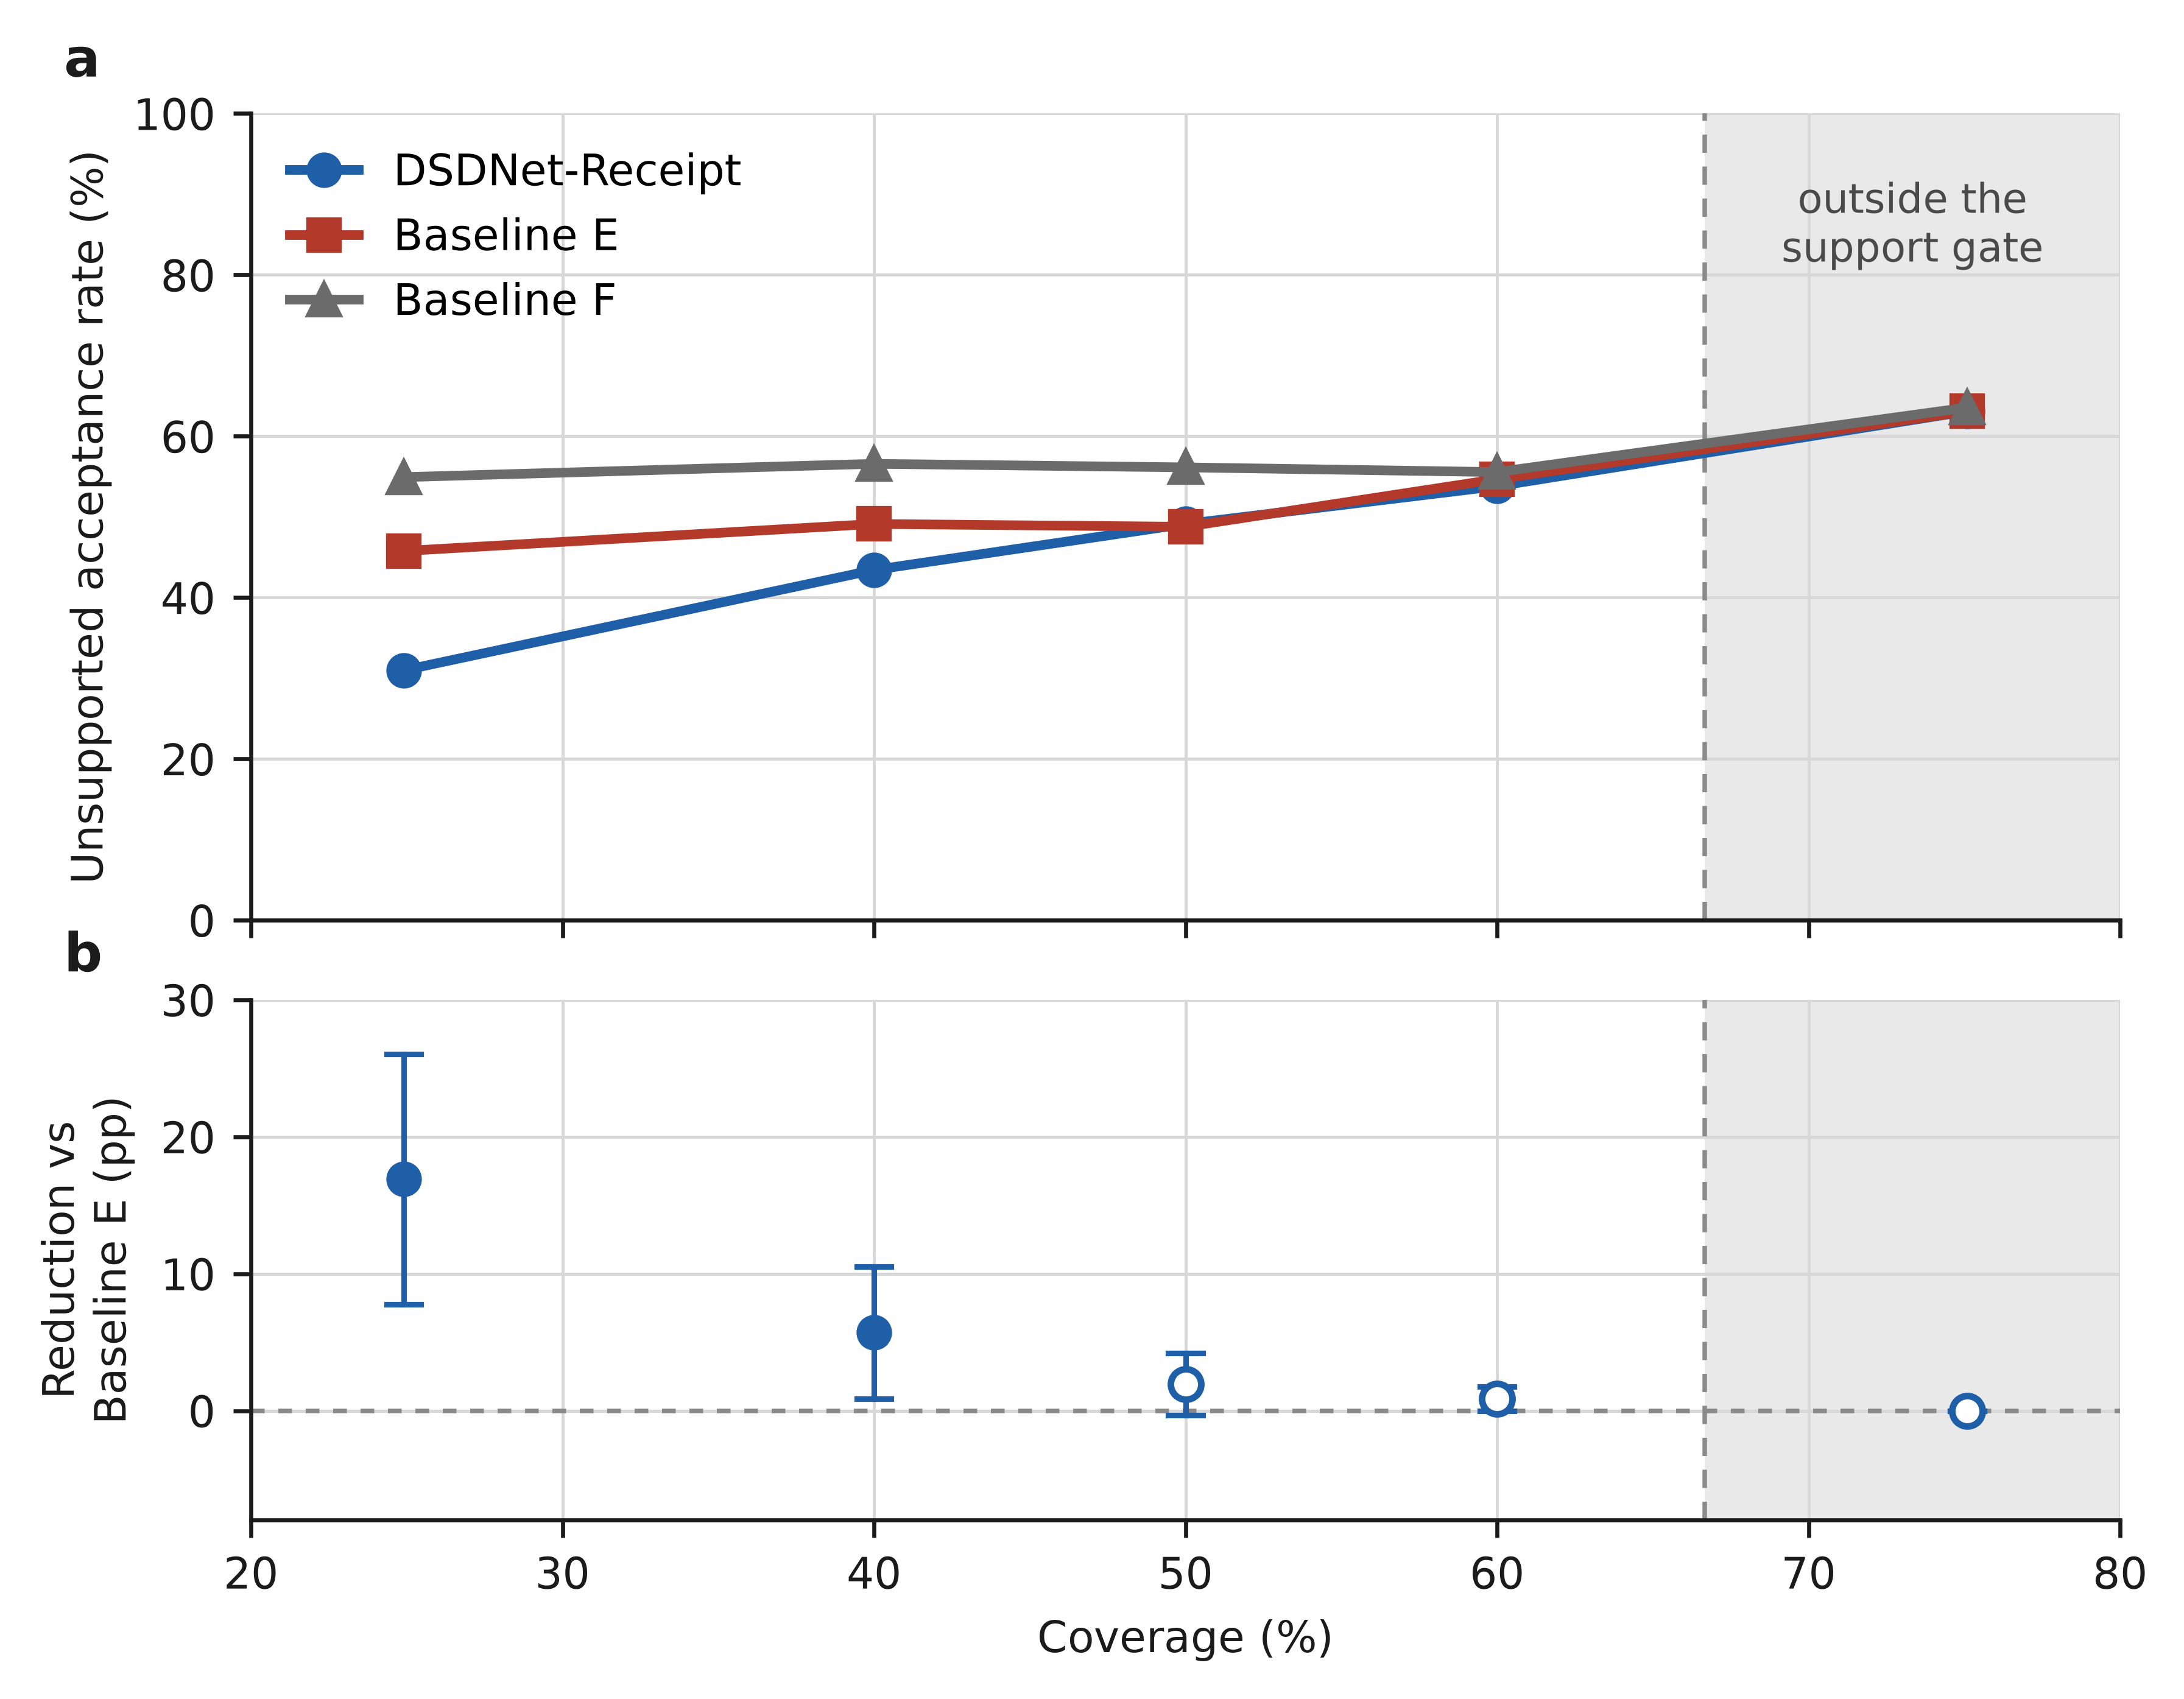 a
Unsupported acceptance rate (%)
100
80
60
40
20
0
DSDNet-Receipt
Baseline E
Baseline F
outside the
support gate
b
Reduction vs
Baseline E (pp)
30
20
10
0
20 30 40 50 60 70 80
Coverage (%)